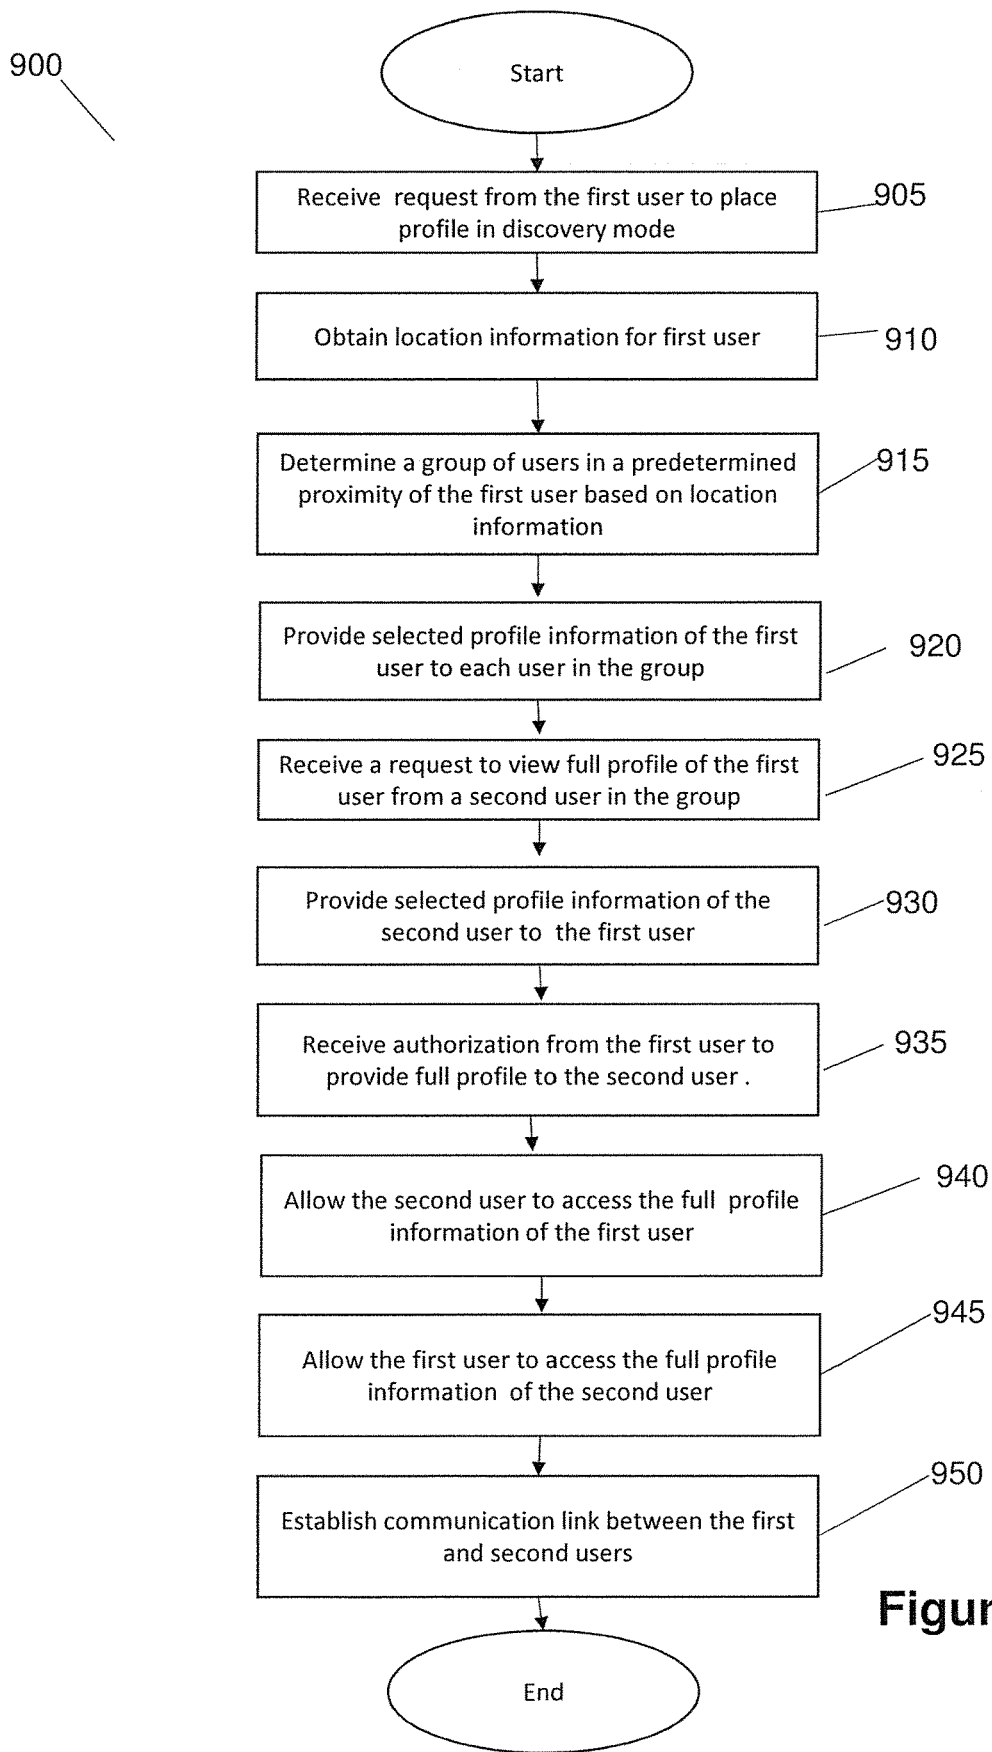 900
Start
Receive request from the first user to place
profile in discovery mode
905
Obtain location information for first user
910
Determine a group of users in a predetermined
proximity of the first user based on location
information
915
Provide selected profile information of the first
user to each user in the group
920
Receive a request to view full profile of the first
user from a second user in the group
925
Provide selected profile information of the
second user to the first user
930
Receive authorization from the first user to
provide full profile to the second user .
935
Allow the second user to access the full profile
information of the first user
940
Allow the first user to access the full profile
information of the second user
945
Establish communication link between the first
and second users
950
Figur
End